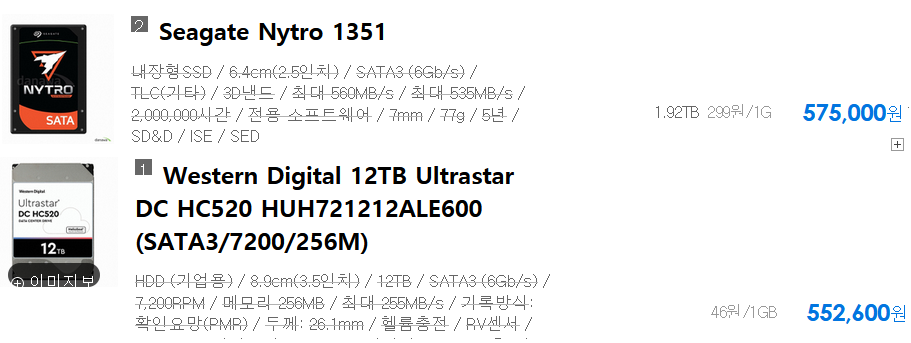 SEAGATE
danawa
NYTRO
SATA
danawa
2 Seagate Nytro 1351
내장형SSD / 6.4cm(2.5인치) / SATA3 (6Gb/s) /
TLC(기타) / 3D낸드 / 최대 560MB/s / 최대 535MB/s /
2,000,000시간 / 전용 소프트웨어 / 7mm / 77g / 5년 /
SD&D / ISE / SED
1.92TB 299원/1G 575,000원
1 Western Digital 12TB Ultrastar
DC HC520 HUH721212ALE600
(SATA3/7200/256M)
Western Digital
Ultrastar
DC HC520
DATA CENTER DRIVE
HelioSeal
12TB
이미지보
HDD (기업용) / 8.9cm(3.5인치) / 12TB / SATA3 (6Gb/s) /
7,200RPM / 메모리 256MB / 최대 255MB/s / 기록방식:
확인요망(PMR) / 두께: 26.1mm / 헬륨충전 / RV센서 /
46원/1GB 552,600원